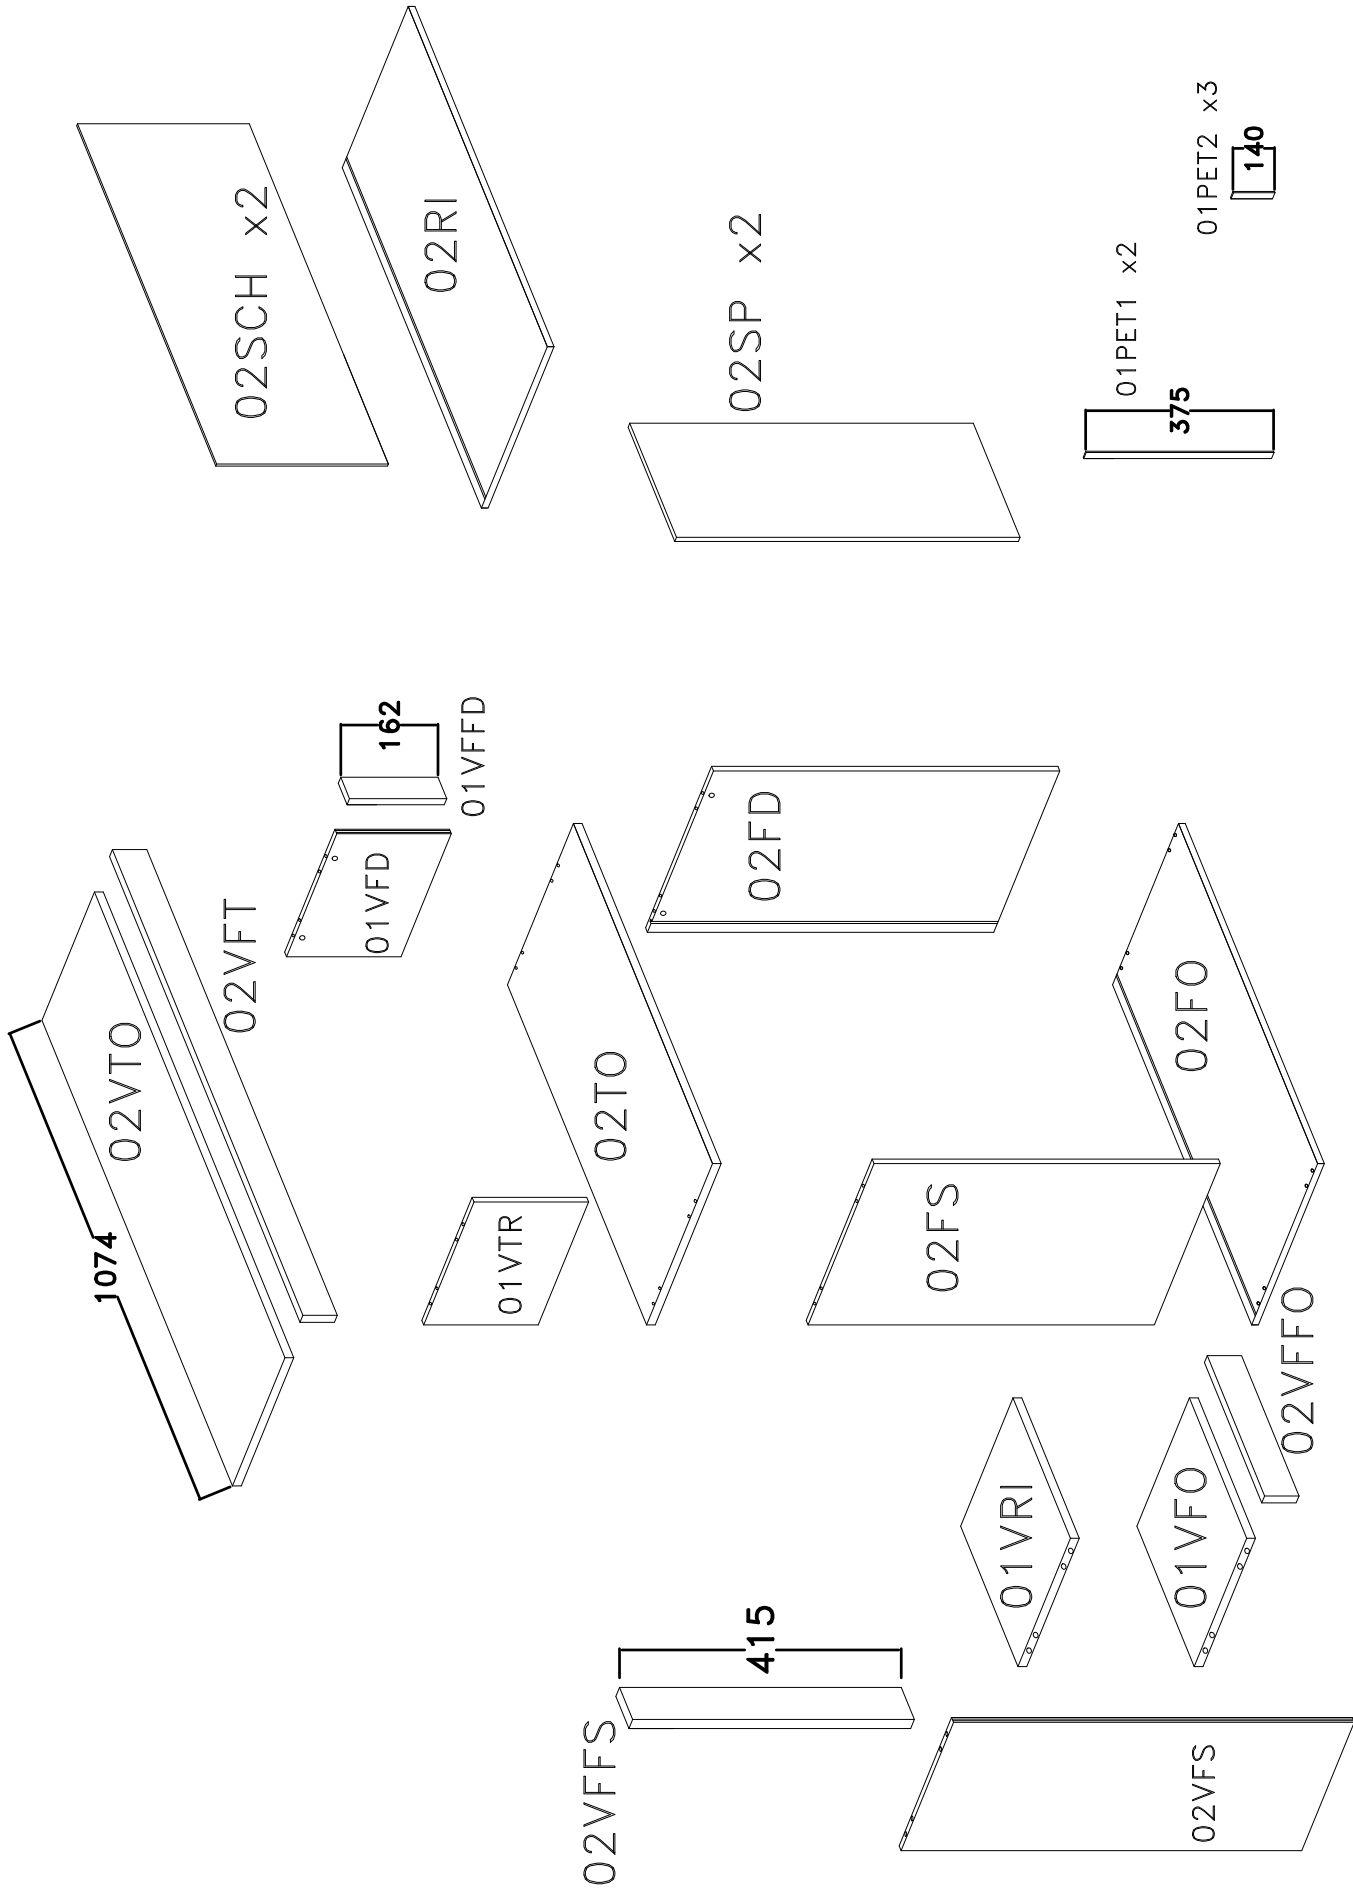 02SCH x2
02RI
02SP x2
01PET1 x2
375
01PET2 x3
140
1074
02VTO
02VFT
01VFD
162
01VFFD
01VTR
02TO
02FD
02FS
02FO
02VFFS
415
01VRI
01VFO
02VFFO
02VFS